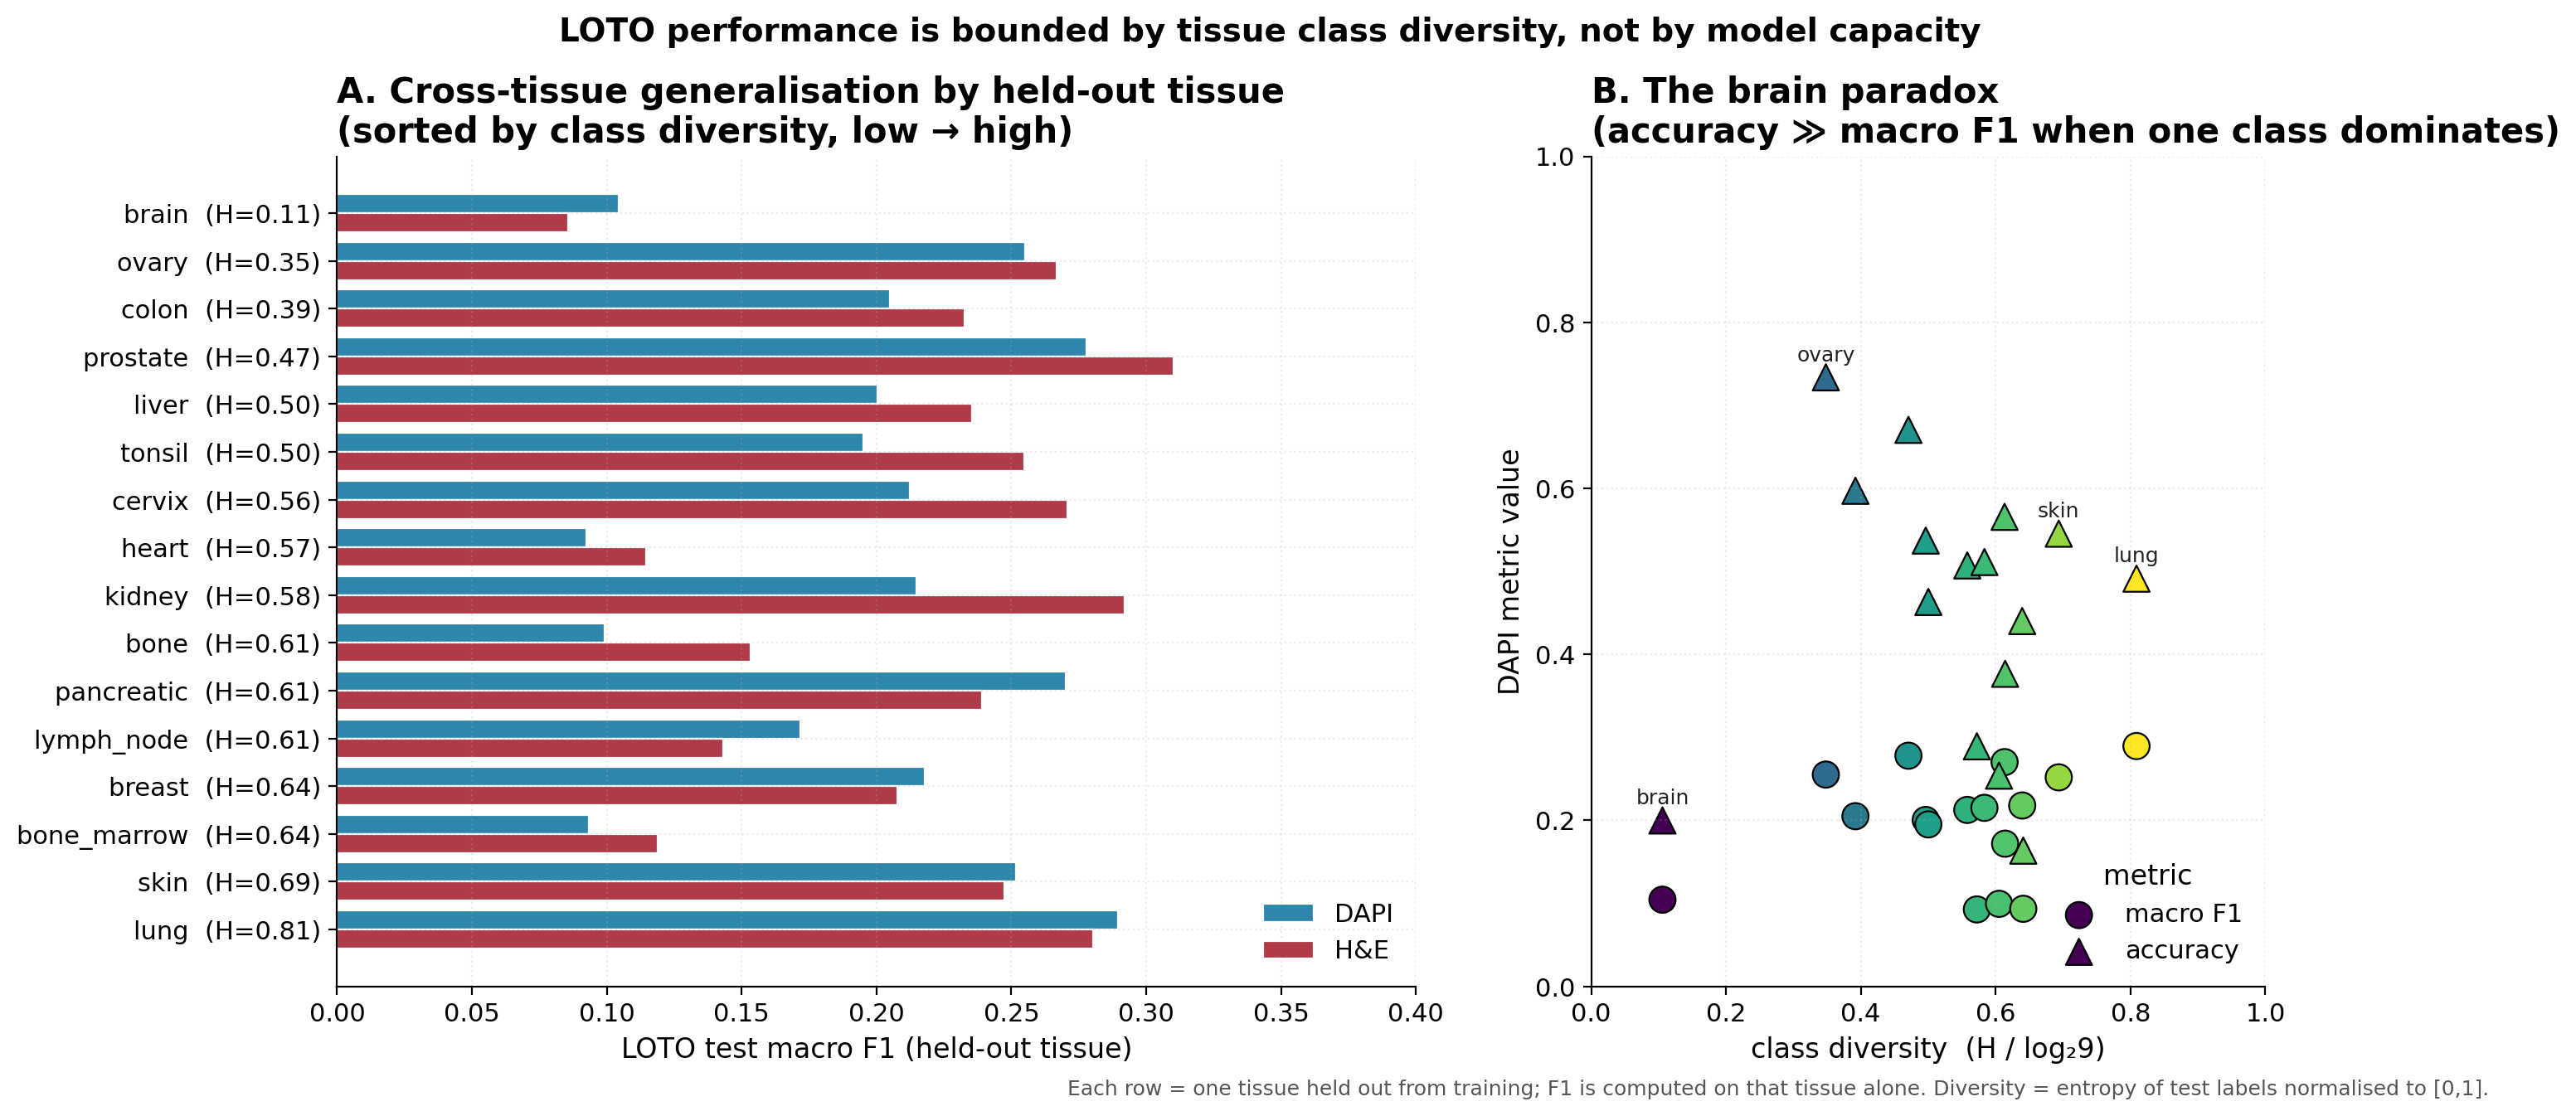 LOTO performance is bounded by tissue class diversity, not by model capacity
A. Cross-tissue generalisation by held-out tissue
(sorted by class diversity, low → high)
brain (H=0.11)
ovary (H=0.35)
colon (H=0.39)
prostate (H=0.47)
liver (H=0.50)
tonsil (H=0.50)
cervix (H=0.56)
heart (H=0.57)
kidney (H=0.58)
bone (H=0.61)
pancreatic (H=0.61)
lymph_node (H=0.61)
breast (H=0.64)
bone_marrow (H=0.64)
skin (H=0.69)
lung (H=0.81)
DAPI
H&E
0.00 0.05 0.10 0.15 0.20 0.25 0.30 0.35 0.40
LOTO test macro F1 (held-out tissue)
B. The brain paradox
(accuracy ≫ macro F1 when one class dominates)
1.0
0.8
0.6
0.4
0.2
0.0
DAPI metric value
ovary
skin
lung
brain
metric
macro F1
accuracy
0.0 0.2 0.4 0.6 0.8 1.0
class diversity (H / log₂9)
Each row = one tissue held out from training; F1 is computed on that tissue alone. Diversity = entropy of test labels normalised to [0,1].